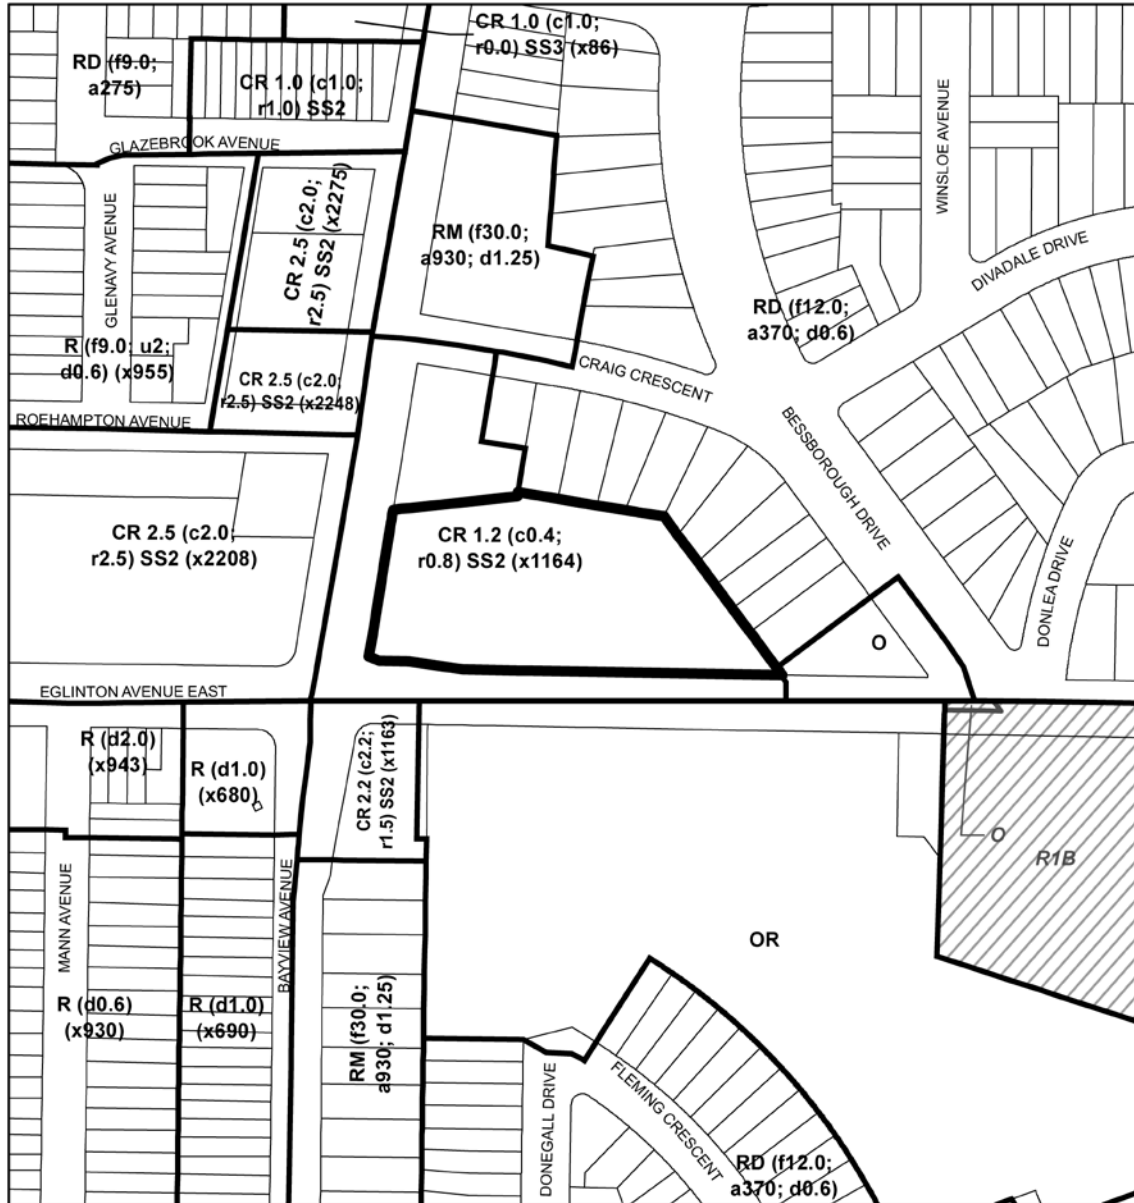 CR 1.0 (c1.0;
r0.0) SS3 (x86)
RD (f9.0;
a275)
CR 1.0 (c1.0;
r1.0) SS2
GLAZEBROOK AVENUE
WINSLOE AVENUE
GLENAVY AVENUE
CR 2.5 (c2.0;
r2.5) SS2 (x2275)
RM (f30.0;
a930; d1.25)
DIVADALE DRIVE
RD (f12.0;
a370; d0.6)
R (f9.0; u2;
d0.6) (x955)
CR 2.5 (c2.0;
r2.5) SS2 (x2248)
CRAIG CRESCENT
ROEHAMPTON AVENUE
BESSBOROUGH DRIVE
CR 2.5 (c2.0;
r2.5) SS2 (x2208)
CR 1.2 (c0.4;
r0.8) SS2 (x1164)
DONLEA DRIVE
O
EGLINTON AVENUE EAST
R (d2.0)
(x943)
R (d1.0)
(x680)
CR 2.2 (c2.2;
r1.5) SS2 (x1163)
O
R1B
MANN AVENUE
BAYVIEW AVENUE
OR
R (d0.6)
(x930)
R (d1.0)
(x690)
RM (f30.0;
a930; d1.25)
DONEGALL DRIVE
FLEMING CRESCENT
RD (f12.0;
a370; d0.6)